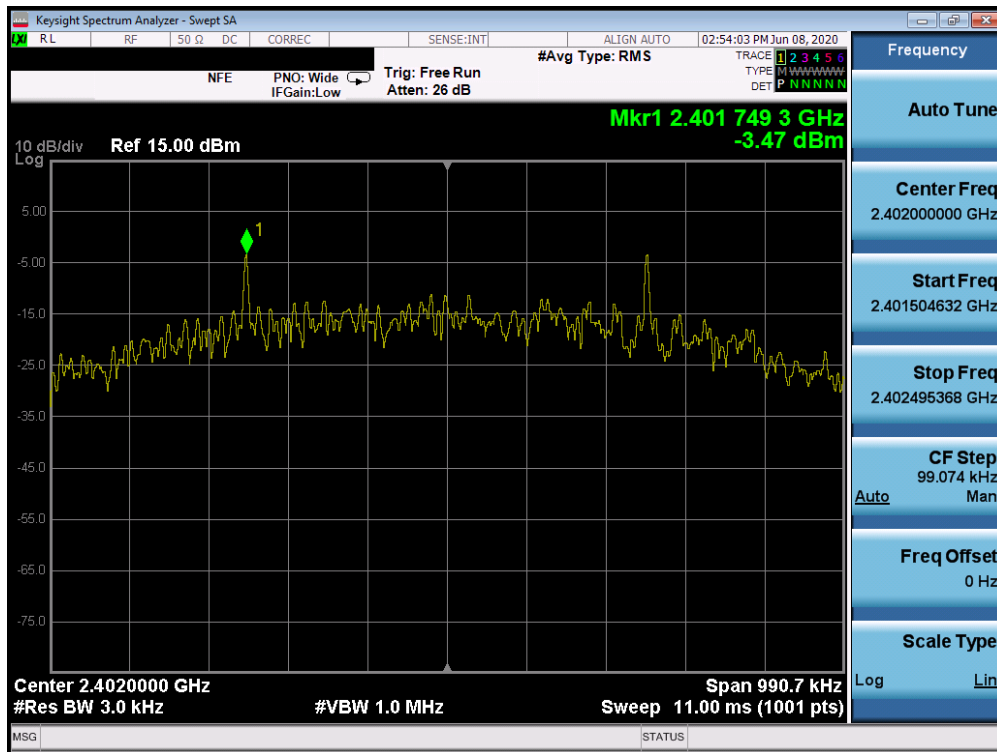 Keysight Spectrum Analyzer - Swept SA
LXI RL RF 50 Ω DC CORREC SENSE:INT ALIGN AUTO 02:54:03 PM Jun 08, 2020
#Avg Type: RMS
TRACE 1 2 3 4 5 6
TYPE M WWWWW
DET P N N N N N
NFE
PNO: Wide
IFGain:Low
Trig: Free Run
Atten: 26 dB
Mkr1 2.401 749 3 GHz
-3.47 dBm
10 dB/div
Log
Ref 15.00 dBm
1
5.00
-5.00
-15.0
-25.0
-35.0
-45.0
-55.0
-65.0
-75.0
Center 2.4020000 GHz
Span 990.7 kHz
#Res BW 3.0 kHz
#VBW 1.0 MHz
Sweep 11.00 ms (1001 pts)
MSG
STATUS
Frequency
Auto Tune
Center Freq
2.402000000 GHz
Start Freq
2.401504632 GHz
Stop Freq
2.402495368 GHz
CF Step
99.074 kHz
Auto Man
Freq Offset
0 Hz
Scale Type
Log Lin